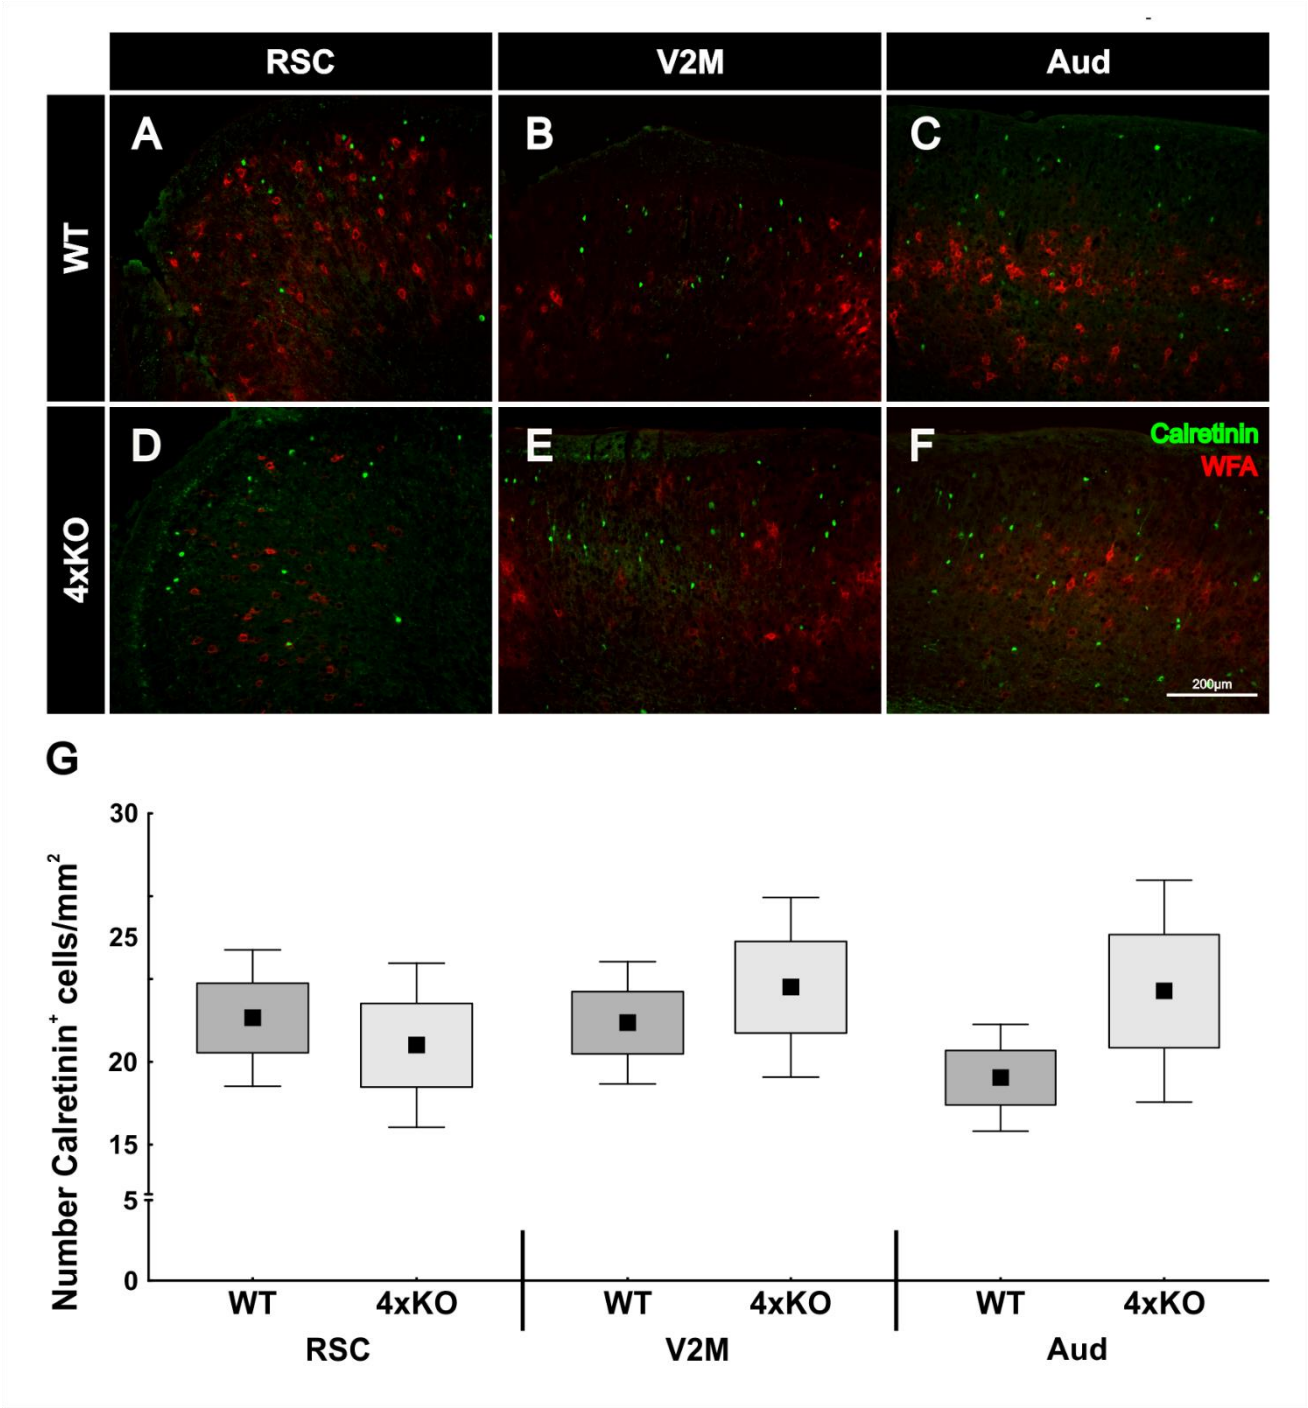 RSC V2M Aud
WT
A B C
4xKO
D E F
Calretinin
WFA
200μm
G
Number Calretinin⁺ cells/mm²
30
25
20
15
5
0
WT 4xKO WT 4xKO WT 4xKO
RSC V2M Aud